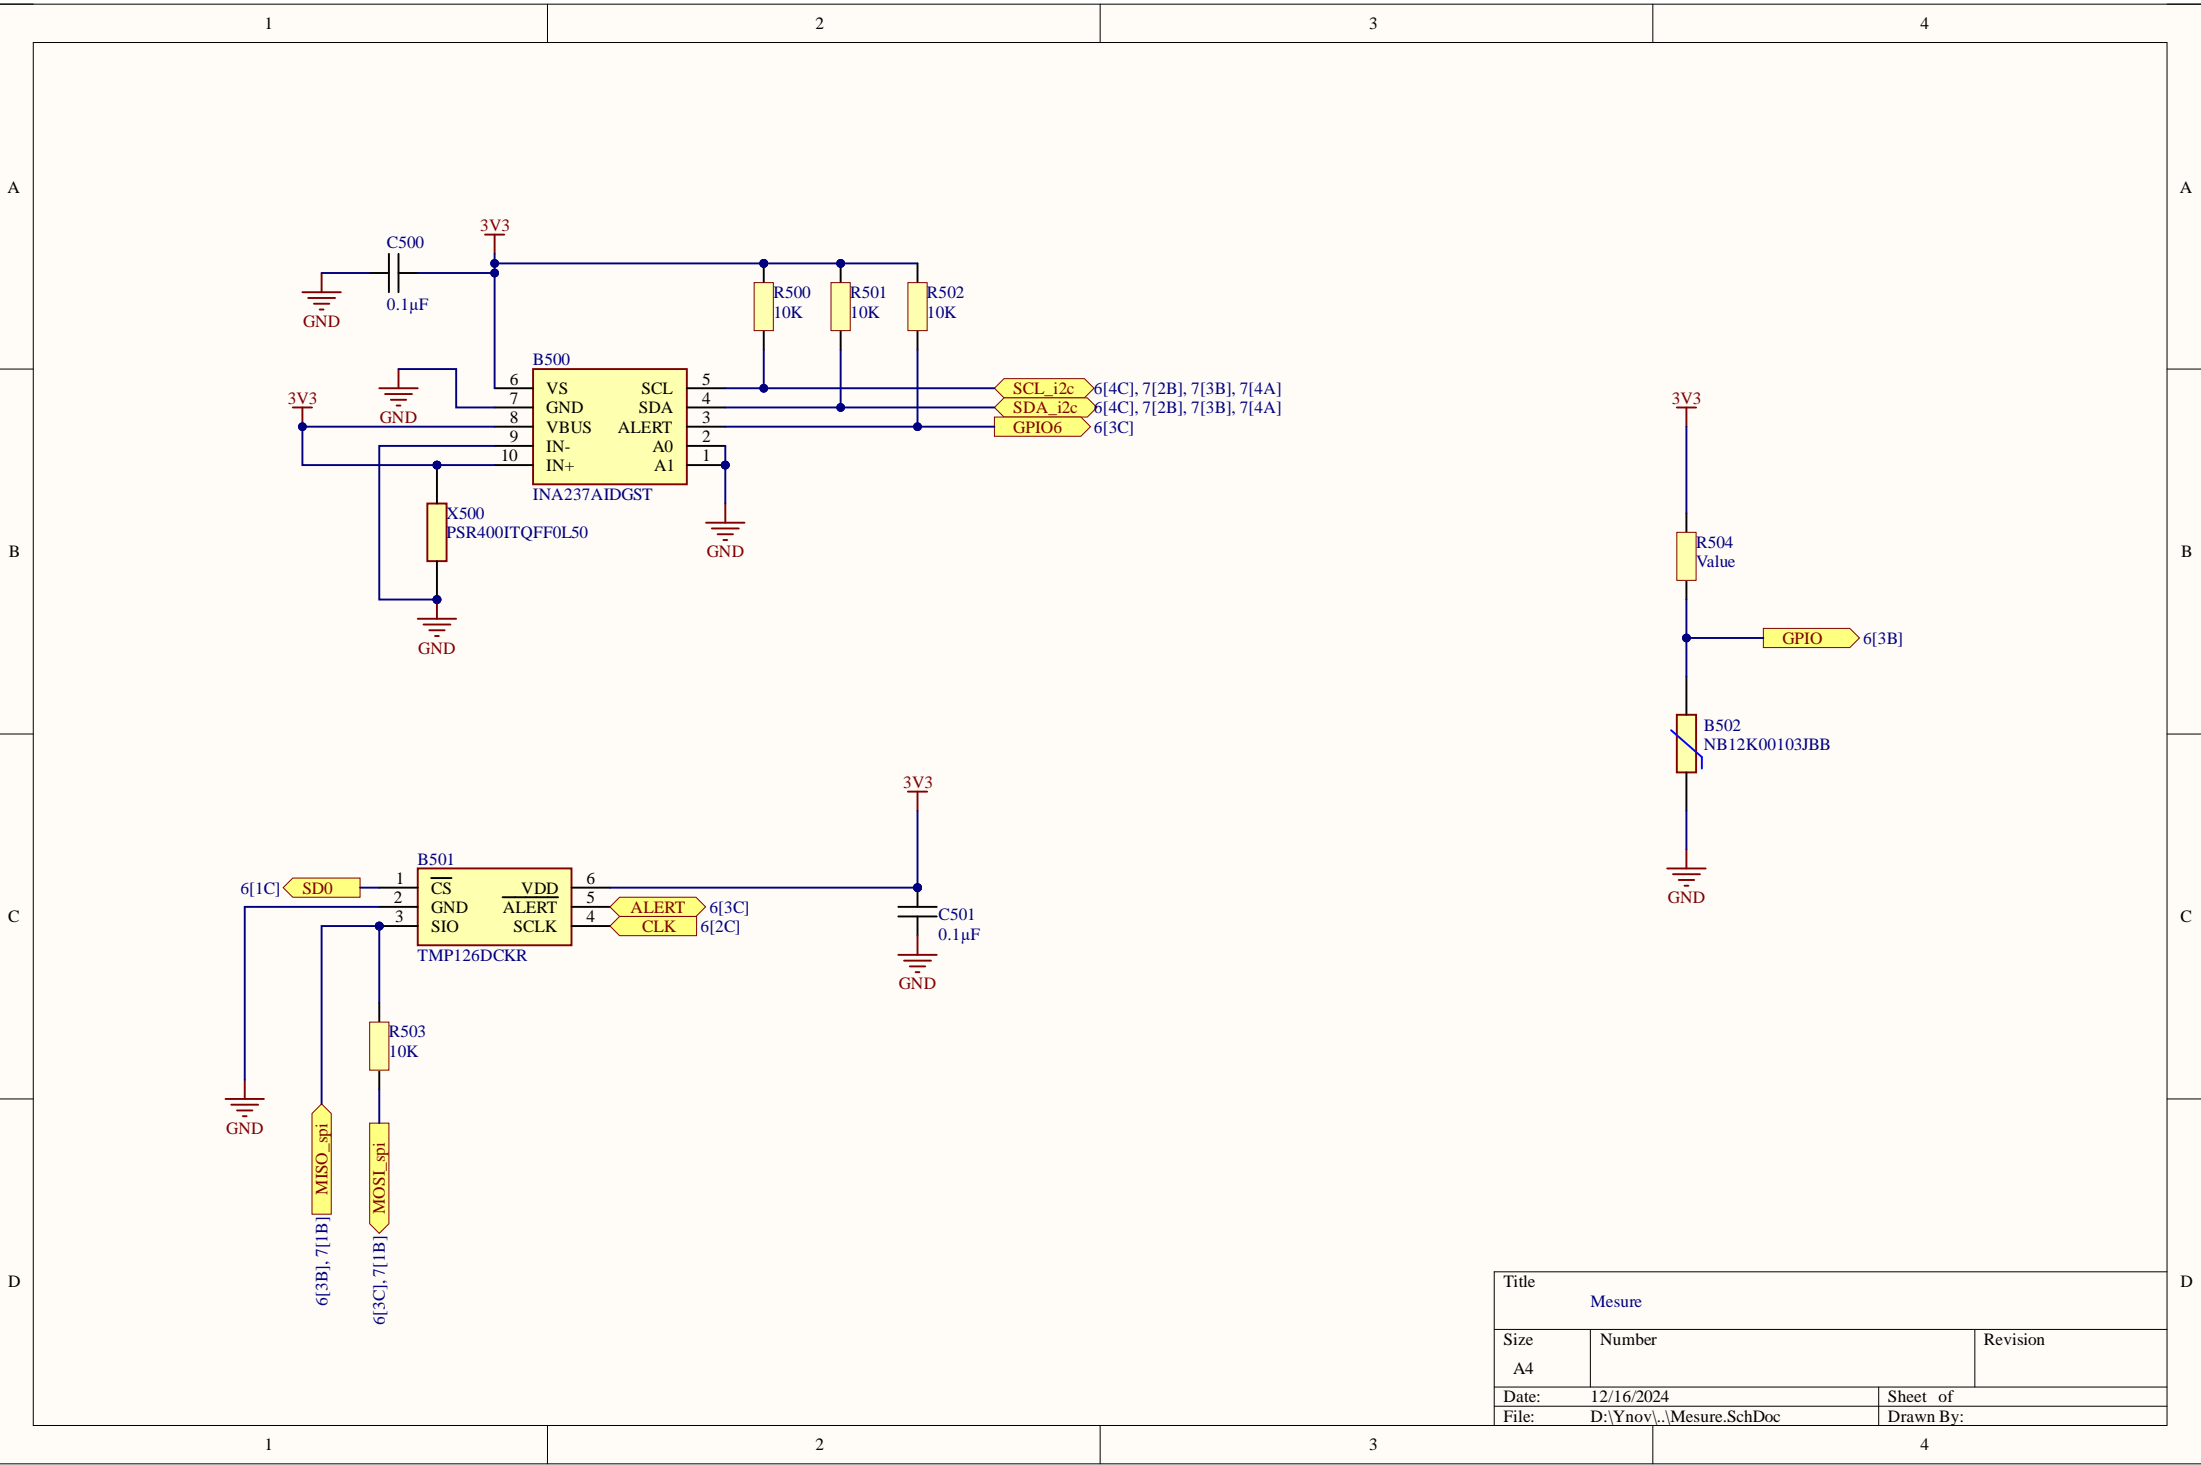 1
2
3
4
A
A
3V3
C500
0.1µF
GND
R500
10K
R501
10K
R502
10K
B500
6
VS
SCL
5
7
GND
SDA
4
8
VBUS
ALERT
3
9
IN-
A0
2
10
IN+
A1
1
INA237AIDGST
GND
3V3
SCL_i2c
6[4C], 7[2B], 7[3B], 7[4A]
SDA_i2c
6[4C], 7[2B], 7[3B], 7[4A]
GPIO6
6[3C]
X500
PSR400ITQFF0L50
GND
GND
B
B
3V3
R504
Value
GPIO
6[3B]
B502
NB12K00103JBB
GND
3V3
B501
6[1C]
SD0
1
CS
VDD
6
2
GND
ALERT
5
3
SIO
SCLK
4
TMP126DCKR
ALERT
6[3C]
CLK
6[2C]
C501
0.1µF
GND
C
C
R503
10K
GND
MISO_spi
6[3B], 7[1B]
MOSI_spi
6[3C], 7[1B]
D
D
Title
Mesure
Size
Number
Revision
A4
Date:
12/16/2024
Sheet of
File:
D:\Ynov\..\Mesure.SchDoc
Drawn By:
1
2
3
4